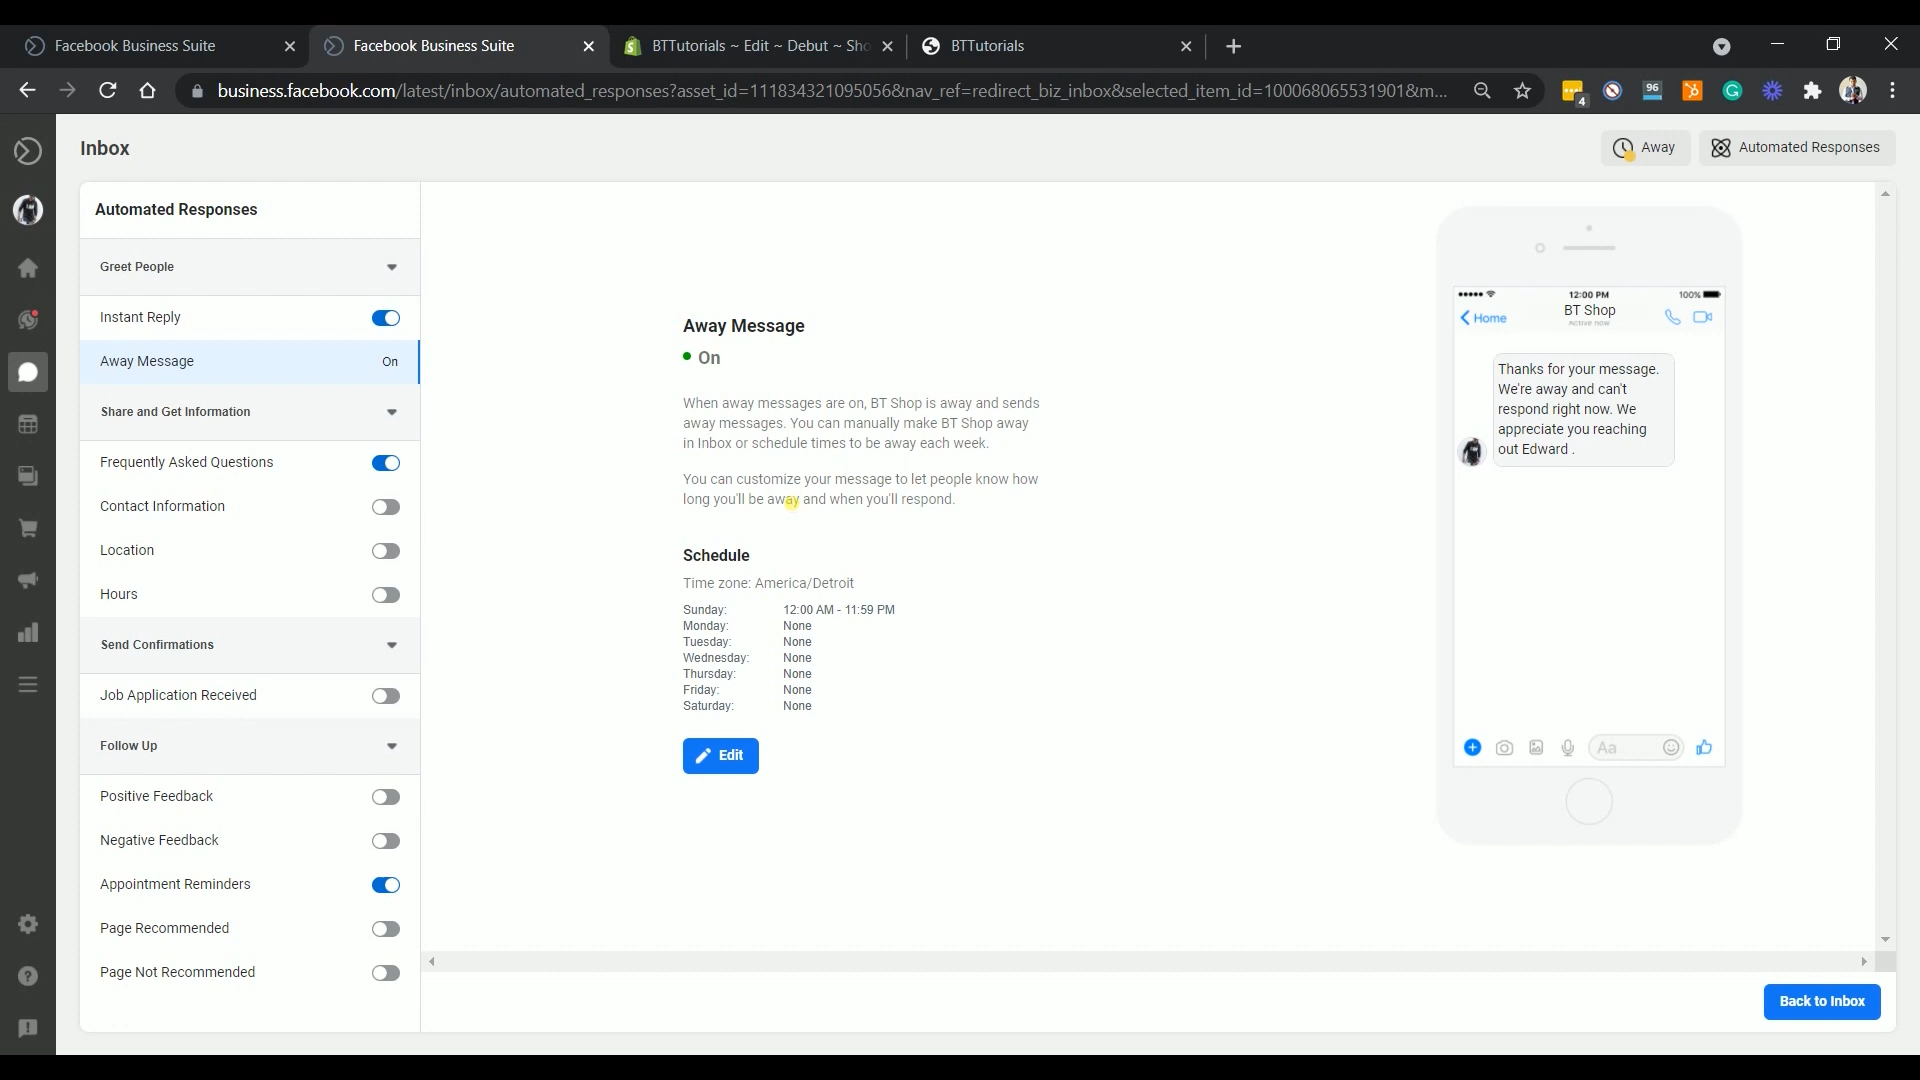 Facebook Business Suite
Facebook Business Suite
BTTutorials ~ Edit ~ Debut ~ Sho
BTTutorials
business.facebook.com/latest/inbox/automated_responses?asset_id=111834321095056&nav_ref=redirect_biz_inbox&selected_item_id=100068065531901&m...
4
96
Inbox
Away
Automated Responses
Automated Responses
Greet People
Instant Reply
Away Message
On
Share and Get Information
Frequently Asked Questions
Contact Information
Location
Hours
Send Confirmations
Job Application Received
Follow Up
Positive Feedback
Negative Feedback
Appointment Reminders
Page Recommended
Page Not Recommended
Away Message
On
When away messages are on, BT Shop is away and sends
away messages. You can manually make BT Shop away
in Inbox or schedule times to be away each week.
You can customize your message to let people know how
long you'll be away and when you'll respond.
Schedule
Time zone: America/Detroit
Sunday: 12:00 AM - 11:59 PM
Monday: None
Tuesday: None
Wednesday: None
Thursday: None
Friday: None
Saturday: None
Edit
12:00 PM
100%
Home
BT Shop
Active now
Thanks for your message.
We're away and can't
respond right now. We
appreciate you reaching
out Edward .
Aa
Back to Inbox